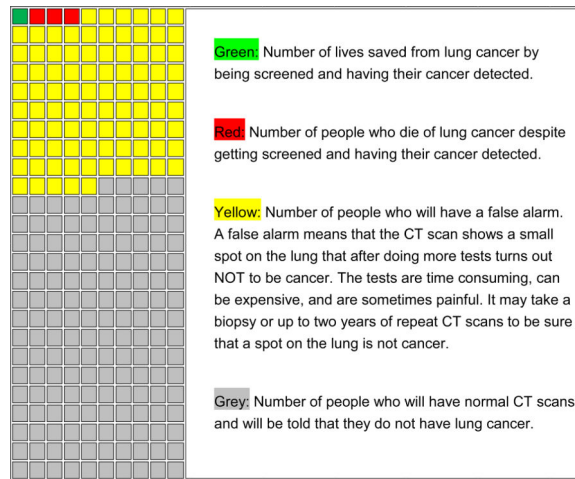 Green: Number of lives saved from lung cancer by
being screened and having their cancer detected.
Red: Number of people who die of lung cancer despite
getting screened and having their cancer detected.
Yellow: Number of people who will have a false alarm.
A false alarm means that the CT scan shows a small
spot on the lung that after doing more tests turns out
NOT to be cancer. The tests are time consuming, can
be expensive, and are sometimes painful. It may take a
biopsy or up to two years of repeat CT scans to be sure
that a spot on the lung is not cancer.
Grey: Number of people who will have normal CT scans
and will be told that they do not have lung cancer.